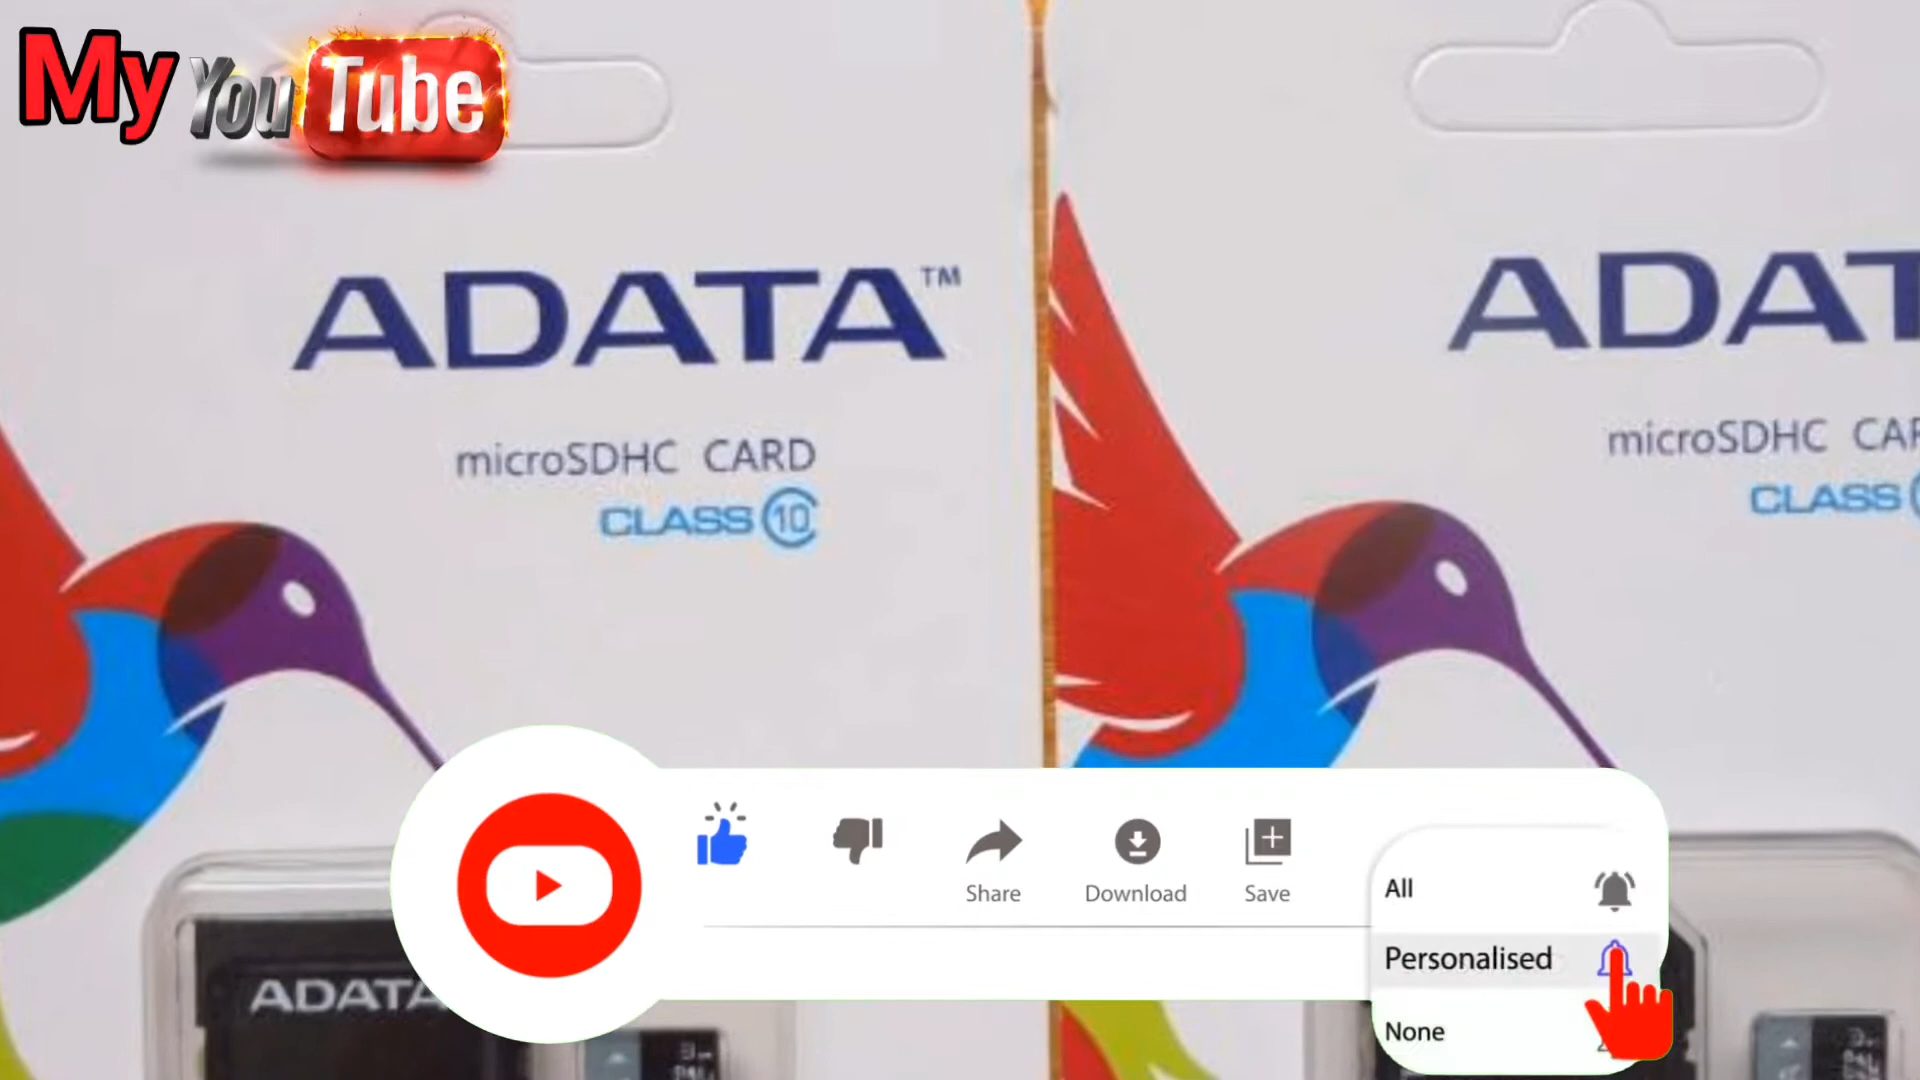 My YouTube
ADATA™
microSDHC CARD
CLASS 10
ADAT
microSDHC CAR
CLASS
Share
Download
Save
All
Personalised
None
ADATA